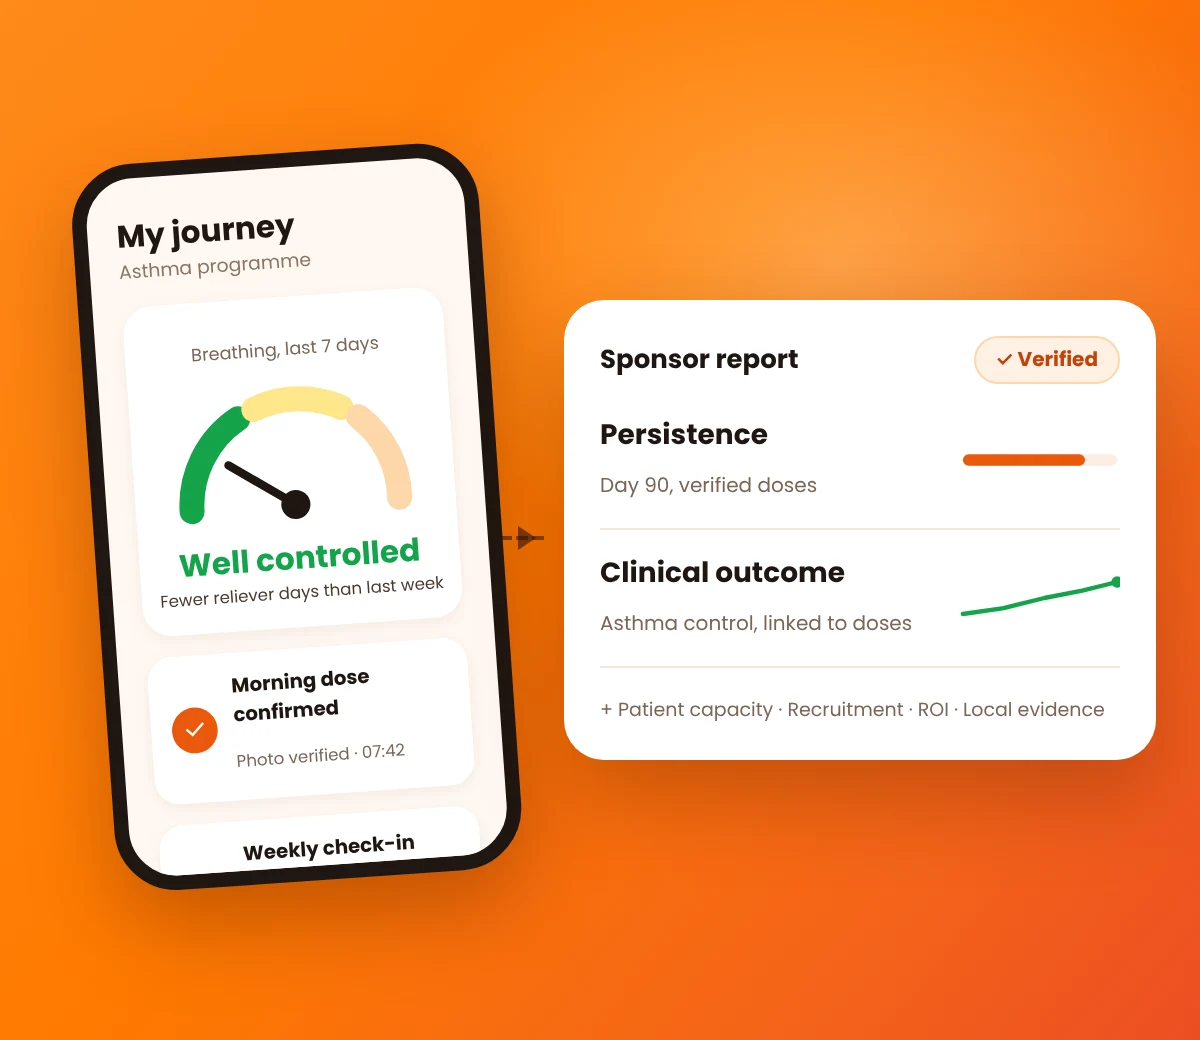 My journey
Asthma programme
Breathing, last 7 days
Well controlled
Fewer reliever days than last week
Morning dose
confirmed
Photo verified · 07:42
Weekly check-in
Sponsor report
✓ Verified
Persistence
Day 90, verified doses
Clinical outcome
Asthma control, linked to doses
+ Patient capacity · Recruitment · ROI · Local evidence